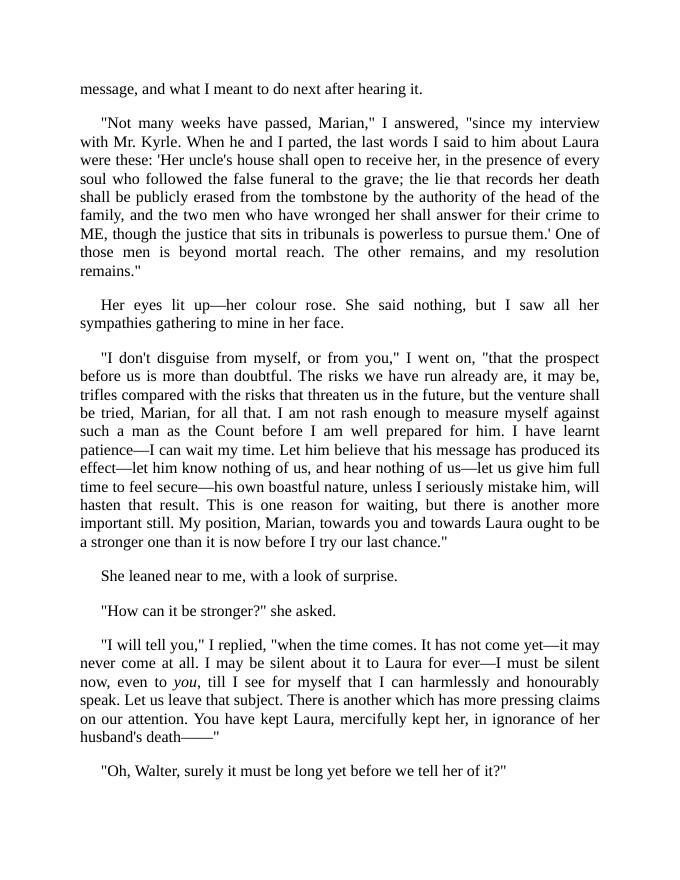 message, and what I meant to do next after hearing it.
"Not many weeks have passed, Marian," I answered, "since my interview
with Mr. Kyrle. When he and I parted, the last words I said to him about Laura
were these: 'Her uncle's house shall open to receive her, in the presence of every
soul who followed the false funeral to the grave; the lie that records her death
shall be publicly erased from the tombstone by the authority of the head of the
family, and the two men who have wronged her shall answer for their crime to
ME, though the justice that sits in tribunals is powerless to pursue them.' One of
those men is beyond mortal reach. The other remains, and my resolution
remains."
Her eyes lit up—her colour rose. She said nothing, but I saw all her
sympathies gathering to mine in her face.
"I don't disguise from myself, or from you," I went on, "that the prospect
before us is more than doubtful. The risks we have run already are, it may be,
trifles compared with the risks that threaten us in the future, but the venture shall
be tried, Marian, for all that. I am not rash enough to measure myself against
such a man as the Count before I am well prepared for him. I have learnt
patience—I can wait my time. Let him believe that his message has produced its
effect—let him know nothing of us, and hear nothing of us—let us give him full
time to feel secure—his own boastful nature, unless I seriously mistake him, will
hasten that result. This is one reason for waiting, but there is another more
important still. My position, Marian, towards you and towards Laura ought to be
a stronger one than it is now before I try our last chance."
She leaned near to me, with a look of surprise.
"How can it be stronger?" she asked.
"I will tell you," I replied, "when the time comes. It has not come yet—it may
never come at all. I may be silent about it to Laura for ever—I must be silent
now, even to you, till I see for myself that I can harmlessly and honourably
speak. Let us leave that subject. There is another which has more pressing claims
on our attention. You have kept Laura, mercifully kept her, in ignorance of her
husband's death——"
"Oh, Walter, surely it must be long yet before we tell her of it?"